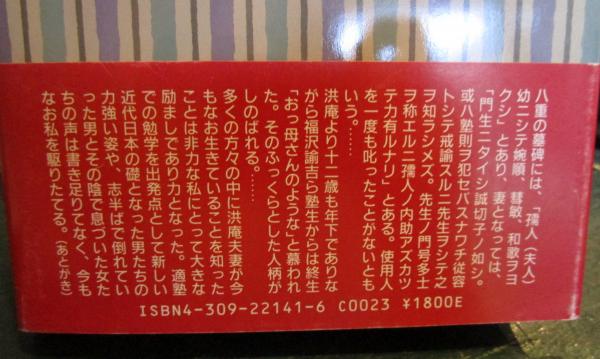 八重の墓碑には、「孺人（夫人）
幼ニシテ婉順、彗敏、和歌ヲヨ
クシ」とあり、妻となっては、
「門生ニタイシ誠切子ノ如シ。
或ハ塾則ヲ犯セバスナワチ従容
トシテ戒諭スルニ先生ヲシテ之
ヲ知ラシメズ。先生ノ門号多士
ヲ称エルニ孺人ノ内助アズカツ
テカ有ルナリ」とある。使用人
を一度も叱ったことがないとも
いう。……
洪庵より十二歳も年下でありな
がら福沢諭吉ら塾生からは終生
「おっ母さんのような」と慕われ
た。そのふっくらとした人柄が
しのばれる。……
多くの方々の中に洪庵夫妻が今
もなお生きていることを知った
ことは非力な私にとって大きな
励ましであり力となった。適塾
での勉学を出発点として新しい
近代日本の礎となった男たちの
力強い姿や、志半ばで倒れてい
った男とその陰で息づいた女た
ちの声は書き足りてなく、今も
なお私を駆りたてる。（あとがき）
ISBN4-309-22141-6 C0023 ¥1800E